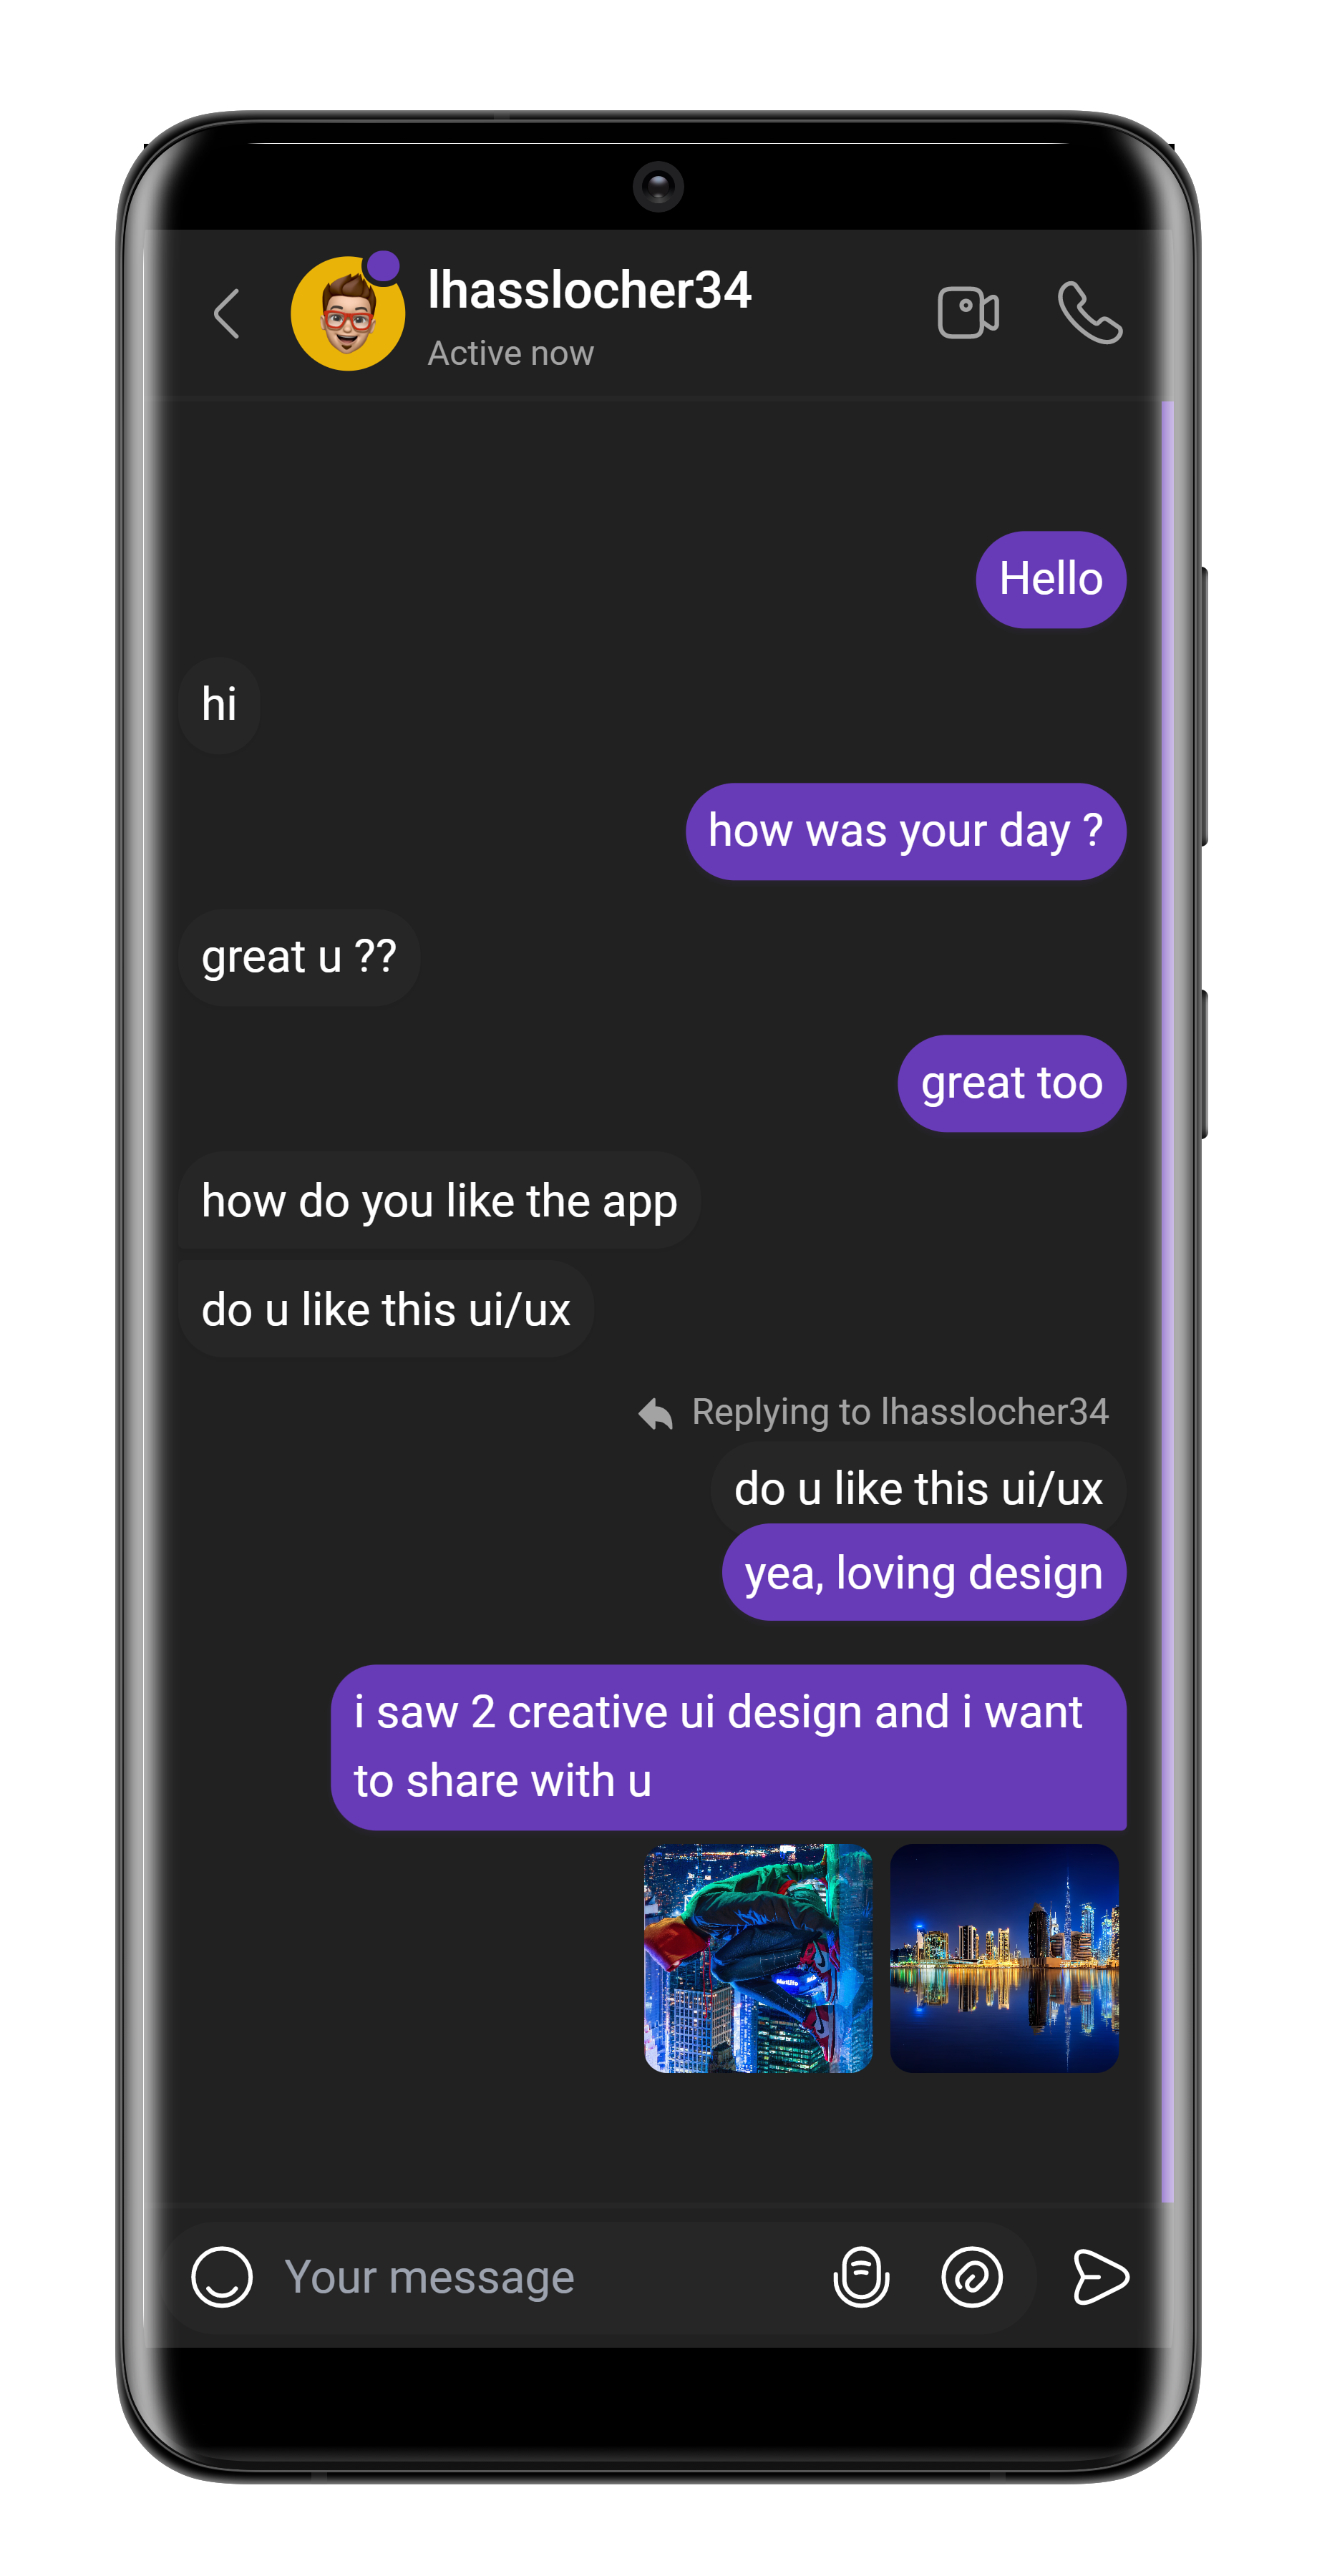 lhasslocher34
Active now
Hello
hi
how was your day ?
great u ??
great too
how do you like the app
do u like this ui/ux
Replying to lhasslocher34
do u like this ui/ux
yea, loving design
i saw 2 creative ui design and i want
to share with u
MetLife
Your message